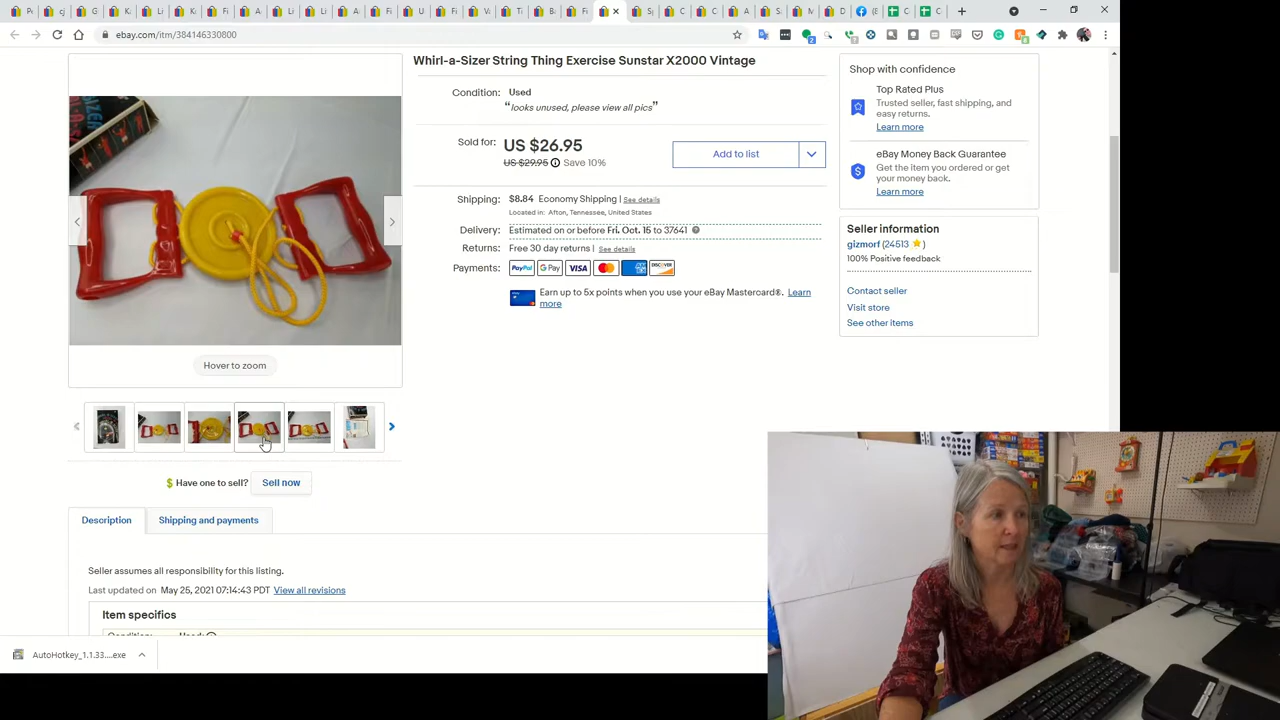 ebay.com/itm/384146330800
Whirl-a-Sizer String Thing Exercise Sunstar X2000 Vintage
Condition: Used
“looks unused, please view all pics”
Sold for: US $26.95
US $29.95 Save 10%
Add to list
Shipping: $8.84 Economy Shipping | See details
Located in: Afton, Tennessee, United States
Delivery: Estimated on or before Fri. Oct. 15 to 37641
Returns: Free 30 day returns | See details
Payments: PayPal G Pay VISA DISCOVER
Earn up to 5x points when you use your eBay Mastercard®. Learn
more
Shop with confidence
Top Rated Plus
Trusted seller, fast shipping, and
easy returns.
Learn more
eBay Money Back Guarantee
Get the item you ordered or get
your money back.
Learn more
Seller information
gizmorf (24513 )
100% Positive feedback
Contact seller
Visit store
See other items
Hover to zoom
$ Have one to sell? Sell now
Description
Shipping and payments
Seller assumes all responsibility for this listing.
Last updated on May 25, 2021 07:14:43 PDT View all revisions
Item specifics
AutoHotkey_1.1.33....exe